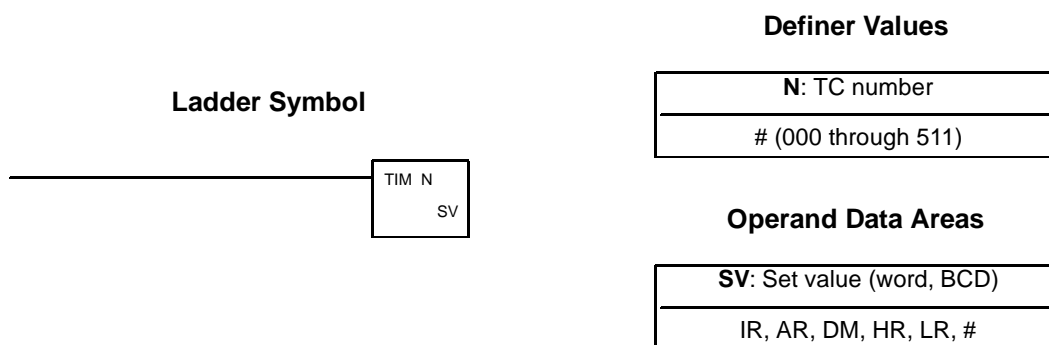 Ladder Symbol
TIM N
SV
Definer Values
N: TC number
# (000 through 511)
Operand Data Areas
SV: Set value (word, BCD)
IR, AR, DM, HR, LR, #